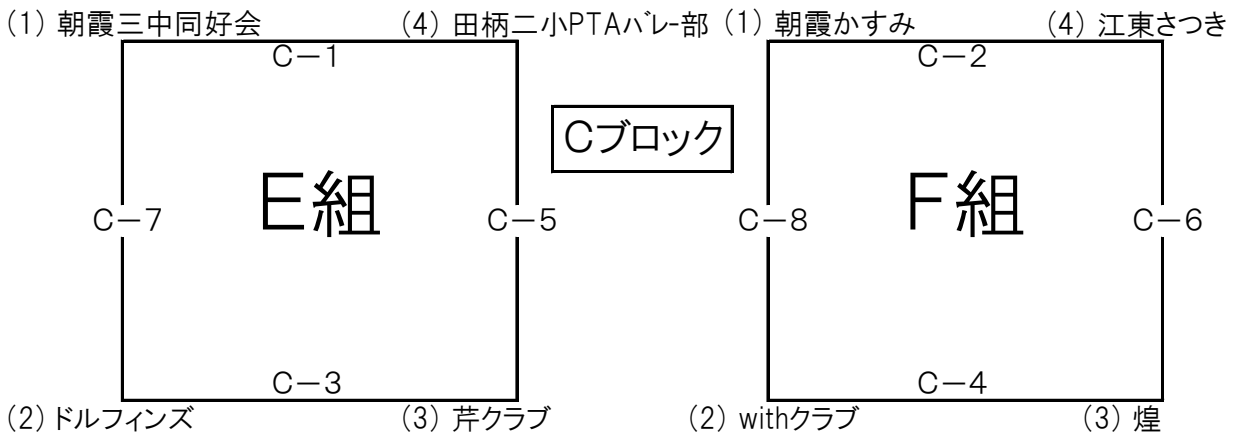 (1) 朝霞三中同好会
(4) 田柄二小PTAバレー部
(1) 朝霞かすみ
(4) 江東さつき
C-1
C-2
Cブロック
E組
F組
C-7
C-5
C-8
C-6
C-3
C-4
(2) ドルフィンズ
(3) 芹クラブ
(2) withクラブ
(3) 煌